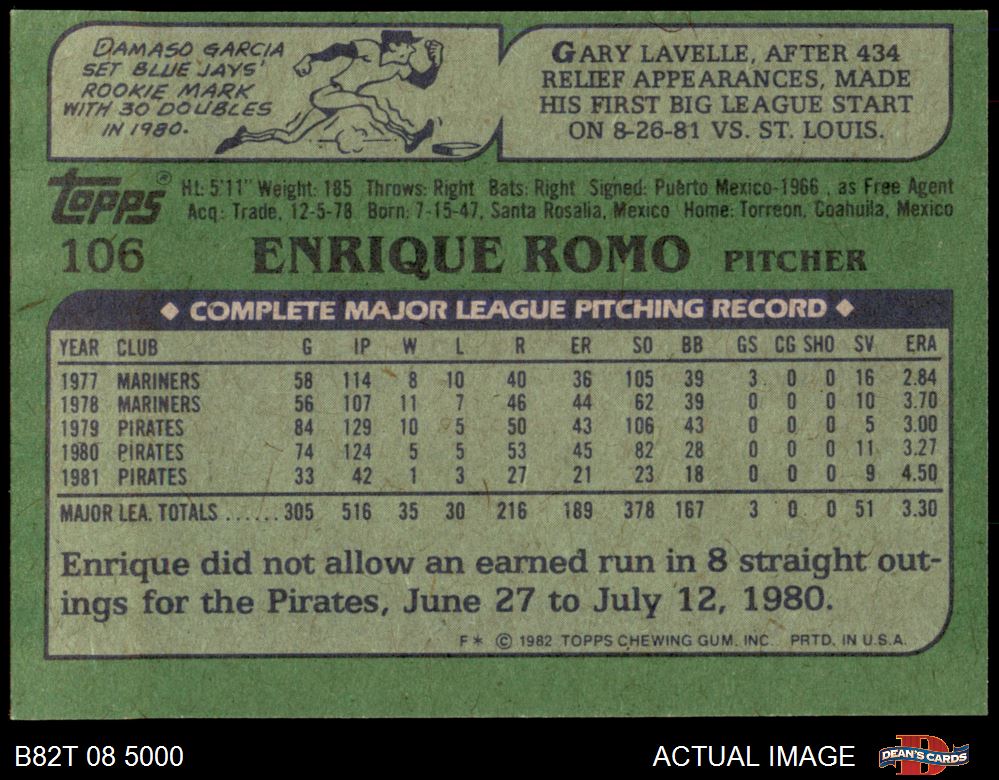 DAMASO GARCIA
SET BLUE JAYS'
ROOKIE MARK
WITH 30 DOUBLES
IN 1980.
GARY LAVELLE, AFTER 434
RELIEF APPEARANCES, MADE
HIS FIRST BIG LEAGUE START
ON 8-26-81 VS. ST. LOUIS.
topps®
Ht: 5'11" Weight: 185 Throws: Right Bats: Right Signed: Puerto Mexico-1966 , as Free Agent
Acq: Trade, 12-5-78 Born: 7-15-47, Santa Rosalia, Mexico Home: Torreon, Coahuila, Mexico
106 ENRIQUE ROMO PITCHER
◆ COMPLETE MAJOR LEAGUE PITCHING RECORD ◆
YEAR CLUB G IP W L R ER SO BB GS CG SHO SV ERA
1977 MARINERS 58 114 8 10 40 36 105 39 3 0 0 16 2.84
1978 MARINERS 56 107 11 7 46 44 62 39 0 0 0 10 3.70
1979 PIRATES 84 129 10 5 50 43 106 43 0 0 0 5 3.00
1980 PIRATES 74 124 5 5 53 45 82 28 0 0 0 11 3.27
1981 PIRATES 33 42 1 3 27 21 23 18 0 0 0 9 4.50
MAJOR LEA. TOTALS ......305 516 35 30 216 189 378 167 3 0 0 51 3.30
Enrique did not allow an earned run in 8 straight out-
ings for the Pirates, June 27 to July 12, 1980.
F* © 1982 TOPPS CHEWING GUM, INC. PRTD. IN U.S.A.
B82T 08 5000 ACTUAL IMAGE DEAN'S CARDS